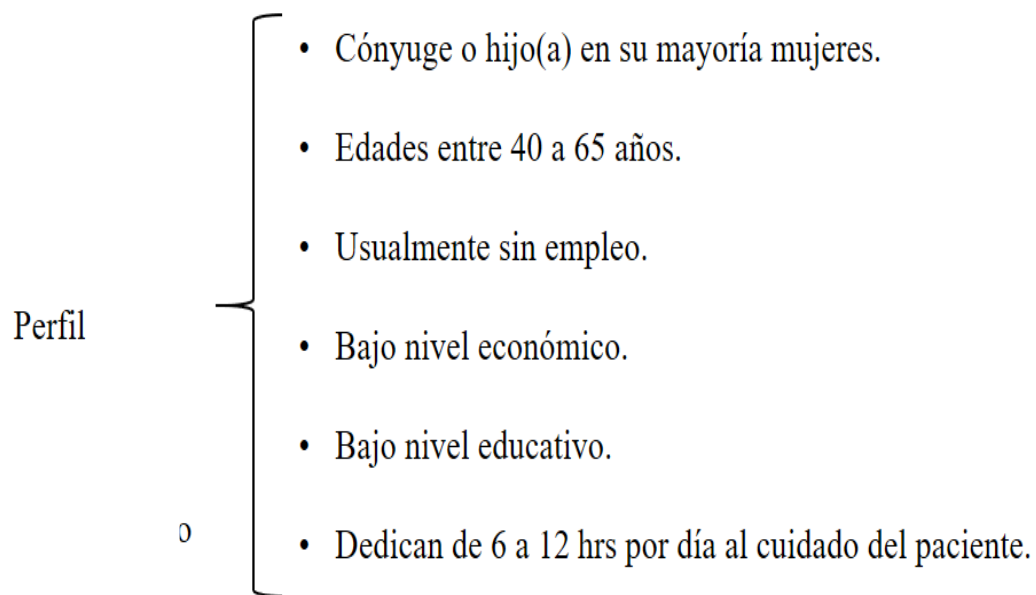 Perfil
• Cónyuge o hijo(a) en su mayoría mujeres.
• Edades entre 40 a 65 años.
• Usualmente sin empleo.
• Bajo nivel económico.
• Bajo nivel educativo.
o
• Dedican de 6 a 12 hrs por día al cuidado del paciente.